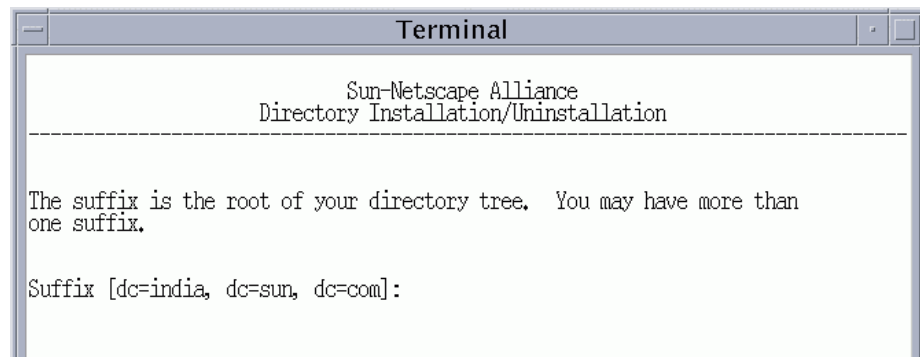 Terminal
Sun-Netscape Alliance
Directory Installation/Uninstallation
--------------------------------------------------------------------------------
The suffix is the root of your directory tree.  You may have more than
one suffix.
Suffix [dc=india, dc=sun, dc=com]: